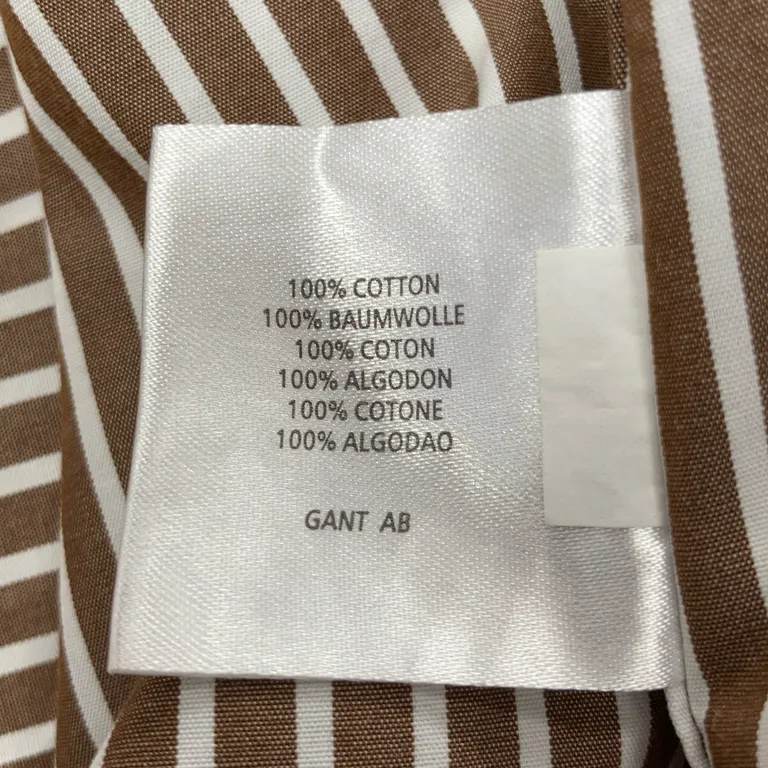 100% COTTON
100% BAUMWOLLE
100% COTON
100% ALGODON
100% COTONE
100% ALGODAO
GANT AB